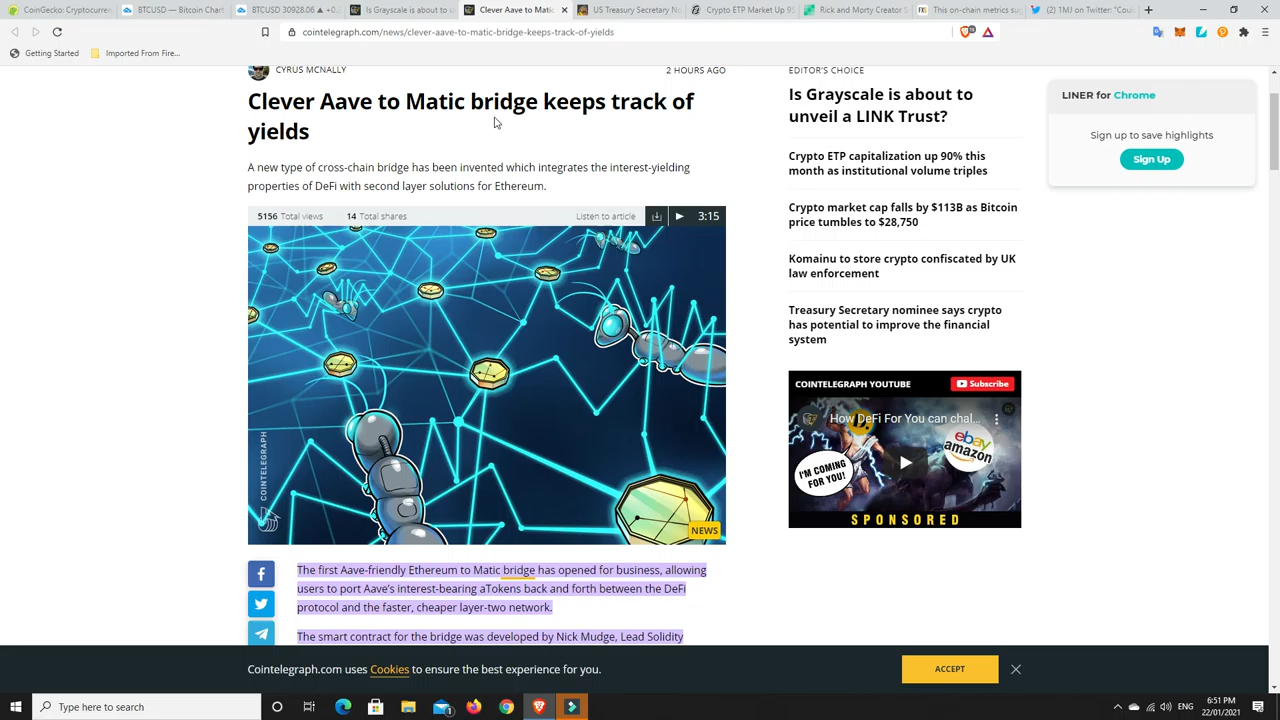 CoinGecko: Cryptocurren
BTCUSD — Bitcoin Chart
BTCUSD 30928.06 ▲ +0.
Is Grayscale is about to u
Clever Aave to Matic
US Treasury Secretary No
Crypto ETP Market Up 95
Rick and Morty Creator S
This on-chain metrics sug
(2) 1MJ on Twitter: "Coul
cointelegraph.com/news/clever-aave-to-matic-bridge-keeps-track-of-yields
Getting Started
Imported From Fire...
CYRUS MCNALLY
2 HOURS AGO
Clever Aave to Matic bridge keeps track of
yields
A new type of cross-chain bridge has been invented which integrates the interest-yielding
properties of DeFi with second layer solutions for Ethereum.
5156 Total views
14 Total shares
Listen to article
3:15
COINTELEGRAPH
NEWS
The first Aave-friendly Ethereum to Matic bridge has opened for business, allowing
users to port Aave's interest-bearing aTokens back and forth between the DeFi
protocol and the faster, cheaper layer-two network.
The smart contract for the bridge was developed by Nick Mudge, Lead Solidity
EDITOR'S CHOICE
Is Grayscale is about to
unveil a LINK Trust?
Crypto ETP capitalization up 90% this
month as institutional volume triples
Crypto market cap falls by $113B as Bitcoin
price tumbles to $28,750
Komainu to store crypto confiscated by UK
law enforcement
Treasury Secretary nominee says crypto
has potential to improve the financial
system
COINTELEGRAPH YOUTUBE
Subscribe
How DeFi For You can chal...
I'M COMING
FOR YOU!
ebay
amazon
SPONSORED
LINER for Chrome
Sign up to save highlights
Sign Up
Cointelegraph.com uses Cookies to ensure the best experience for you.
ACCEPT
Type here to search
ENG
6:51 PM
22/01/2021